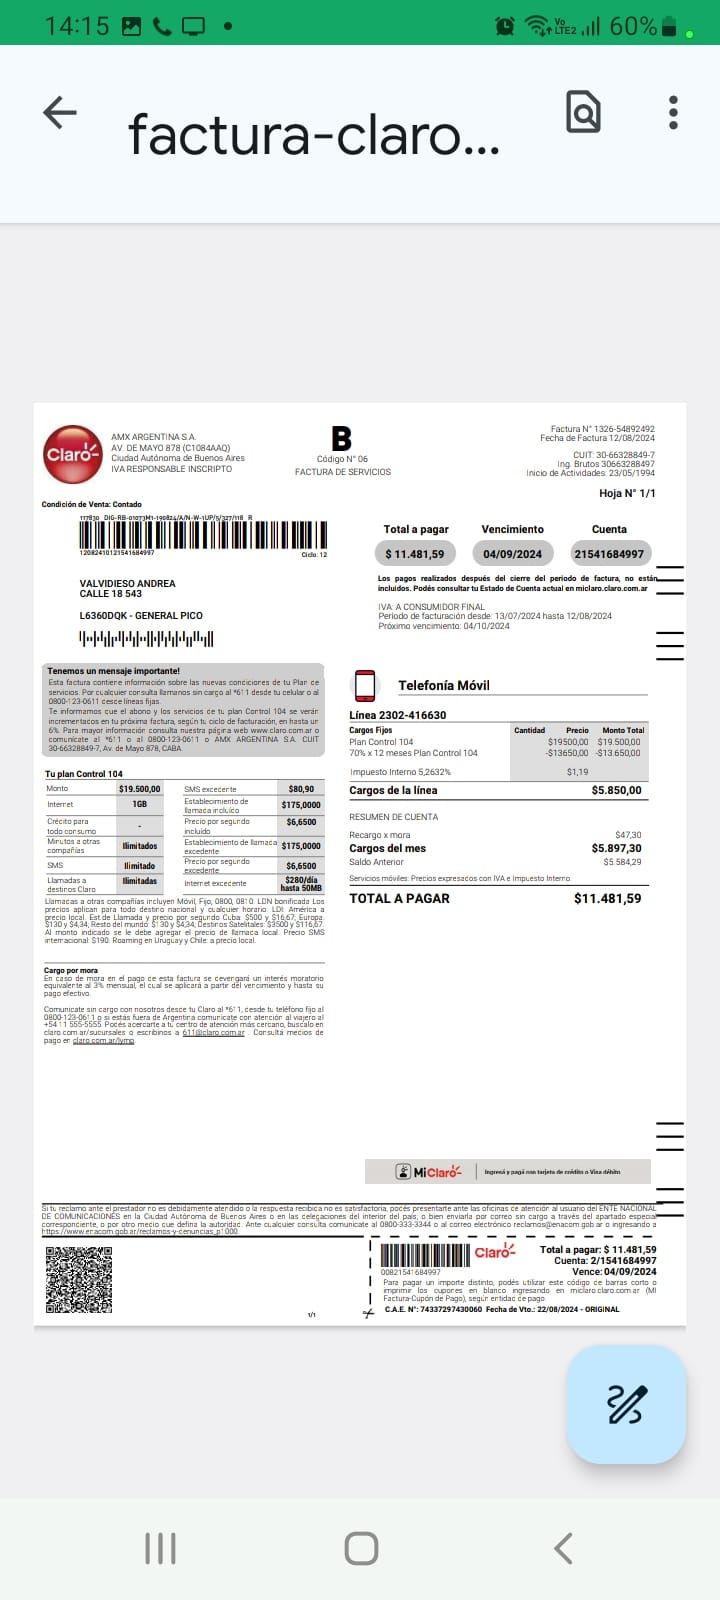 14:15
Vo
LTE2
60%
factura-claro...
Claro-
AMX ARGENTINA S.A.
AV. DE MAYO 878 (C1084AAQ)
Ciudad Autónoma de Buenos Aires
IVA RESPONSABLE INSCRIPTO
B
Código N° 06
FACTURA DE SERVICIOS
Factura N° 1326-54892492
Fecha de Factura 12/08/2024
CUIT: 30-66328849-7
Ing. Brutos 30663288497
Inicio de Actividades: 23/05/1994
Hoja N° 1/1
Condición de Venta: Contado
12082410121541684997
Ciclo: 12
Total a pagar Vencimiento Cuenta
$ 11.481,59 04/09/2024 21541684997
VALVIDIESO ANDREA
CALLE 18 543
L6360DQK - GENERAL PICO
Los pagos realizados después del cierre del período de factura, no están
incluidos. Podés consultar tu Estado de Cuenta actual en miclaro.claro.com.ar
IVA: A CONSUMIDOR FINAL
Período de facturación desde: 13/07/2024 hasta 12/08/2024
Próximo vencimiento: 04/10/2024
Tenemos un mensaje importante!
Esta factura contiene información sobre las nuevas condiciones de tu Plan de
servicios. Por cualquier consulta llamanos sin cargo al *611 desde tu celular o al
0800-123-0611 desde líneas fijas.
Te informamos que el abono y los servicios de tu plan Control 104 se verán
incrementados en tu próxima factura, según tu ciclo de facturación, en hasta un
6%. Para mayor información consulta nuestra página web www.claro.com.ar o
comunicate al *611 o al 0800-123-0611 o AMX ARGENTINA S.A. CUIT
30-66328849-7, Av. de Mayo 878, CABA.
Tu plan Control 104
Monto $19.500,00 SMS excedente $80,90
Internet 1GB Establecimiento de llamada incluido $175,0000
Crédito para todo consumo - Precio por segundo incluido $6,6500
Minutos a otras compañías Ilimitados Establecimiento de llamada excedente $175,0000
SMS Ilimitado Precio por segundo excedente $6,6500
Llamadas a destinos Claro Ilimitadas Internet excedente $280/día hasta 50MB
Llamadas a otras compañías incluyen Móvil, Fijo, 0800, 0810. LDN bonificada Los
precios aplican para todo destino nacional y cualquier horario. LDI: América a
precio local. Est de Llamada y precio por segundo Cuba: $500 y $16,67; Europa:
$130 y $4,34; Resto del mundo: $130 y $4,34; Destinos Satelitales: $3500 y $116,67.
Al monto indicado se le debe agregar el precio de llamada local. Precio SMS
internacional: $190. Roaming en Uruguay y Chile: a precio local.
Cargo por mora
En caso de mora en el pago de esta factura se devengará un interés moratorio
equivalente al 3% mensual, el cual se aplicará a partir del vencimiento y hasta su
pago efectivo.
Comunicate sin cargo con nosotros desde tu Claro al *611, desde tu teléfono fijo al
0800-123-0611 o si estás fuera de Argentina comunicate con atención al viajero al
+5411 555-5555. Podés acercarte a tu centro de atención más cercano, buscalo en
claro.com.ar/sucursales o escribinos a 611@claro.com.ar . Consultá medios de
pago en claro.com.ar/lymp.
Telefonía Móvil
Línea 2302-416630
Cargos Fijos Cantidad Precio Monto Total
Plan Control 104 $19500,00 $19.500,00
70% x 12 meses Plan Control 104 -$13650,00 -$13.650,00
Impuesto Interno 5,2632% $1,19
Cargos de la línea $5.850,00
RESUMEN DE CUENTA
Recargo x mora $47,30
Cargos del mes $5.897,30
Saldo Anterior $5.584,29
Servicios móviles: Precios expresados con IVA e Impuesto Interno.
TOTAL A PAGAR $11.481,59
MiClaro- Ingresá y pagá con tarjeta de crédito o Visa débito
Si tu reclamo ante el prestador no es debidamente atendido o la respuesta recibida no es satisfactoria, podés presentarte ante las oficinas de atención al usuario del ENTE NACIONAL
DE COMUNICACIONES en la Ciudad Autónoma de Buenos Aires o en las delegaciones del interior del país; o bien enviarla por correo sin cargo a través del apartado especial
correspondiente, o por otro medio que defina la autoridad. Ante cualquier consulta comunicate al 0800-333-3344 o al correo electrónico reclamos@enacom.gob.ar o ingresando a
https://www.enacom.gob.ar/reclamos-y-denuncias_p1000.
Claro-
00821541684997
Total a pagar: $ 11.481,59
Cuenta: 2/1541684997
Vence: 04/09/2024
Para pagar un importe distinto, podés utilizar este código de barras corto o
imprimir los cupones en blanco ingresando en miclaro.claro.com.ar (Mi
Factura-Cupón de Pago), según entidad de pago.
C.A.E. N°: 74337297430060 Fecha de Vto.: 22/08/2024 - ORIGINAL
1/1